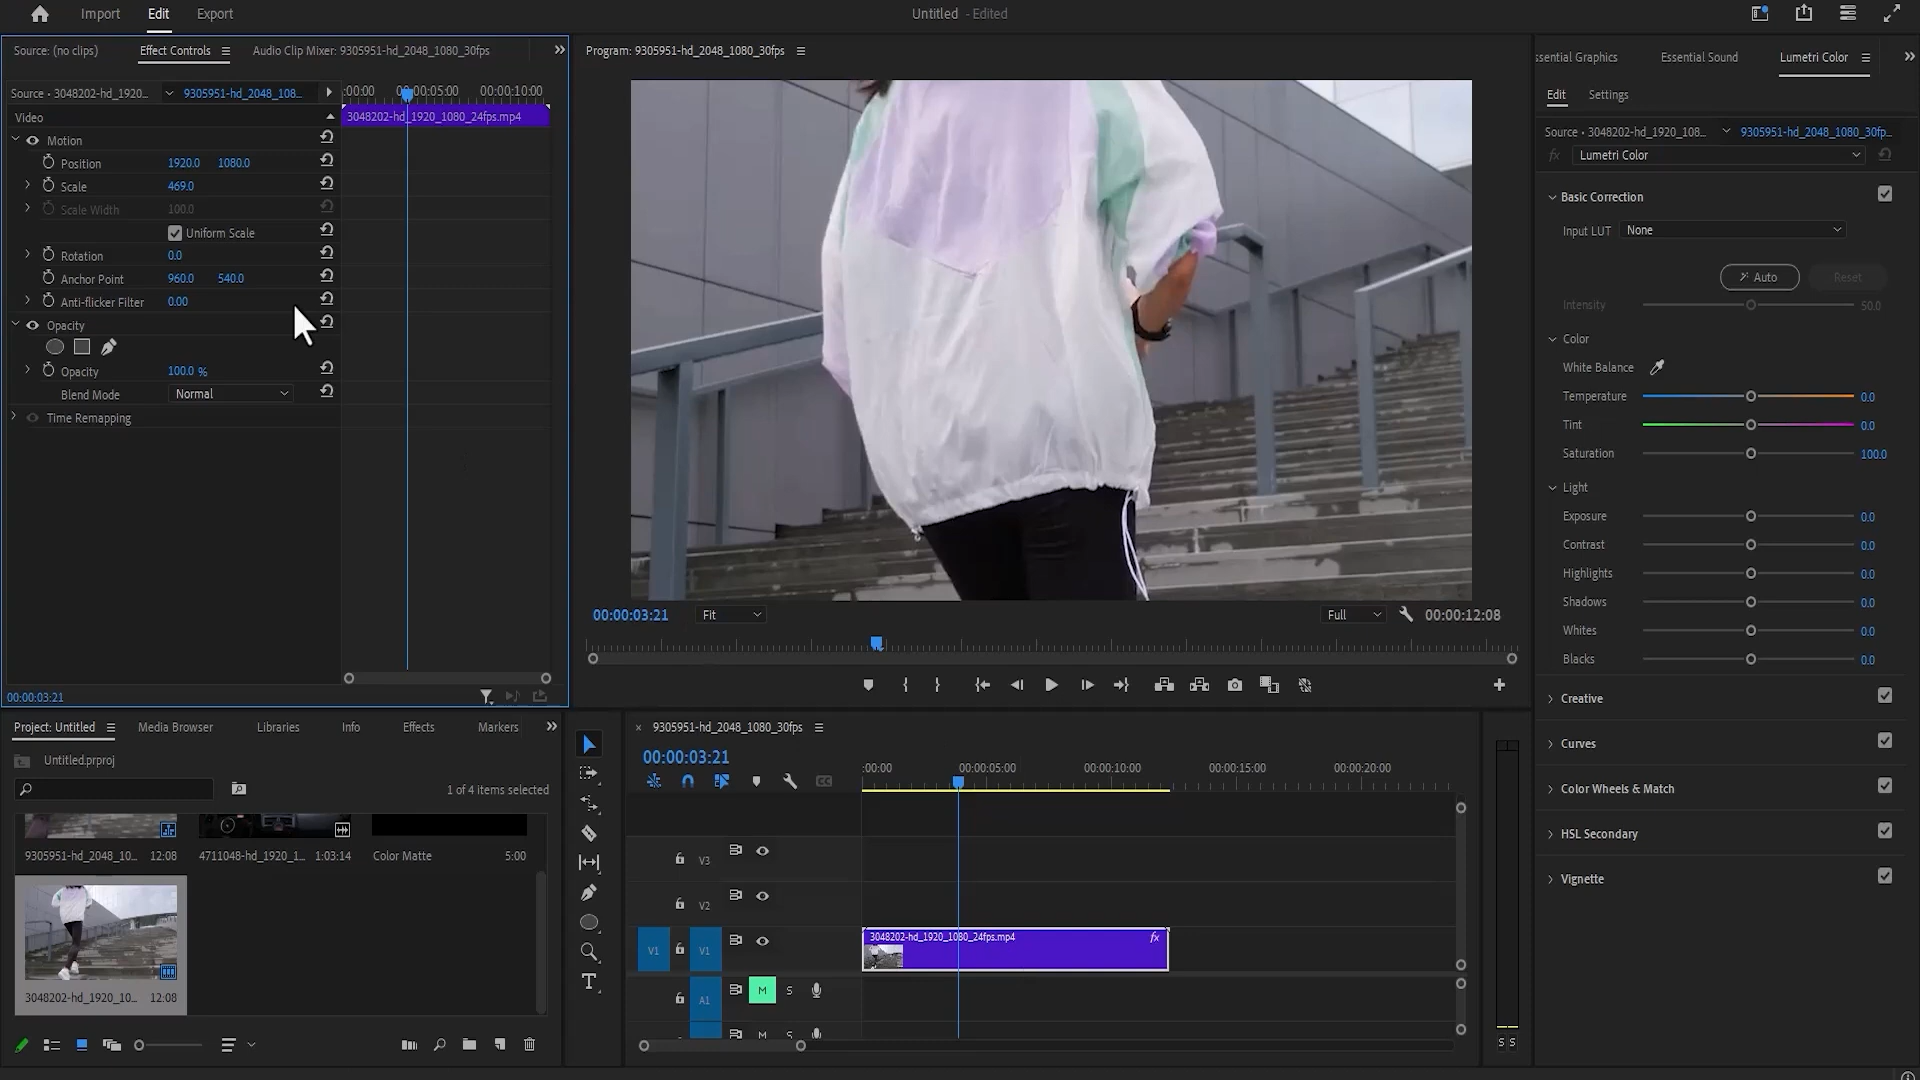 Import Edit Export
Untitled - Edited
Source: (no clips) Effect Controls Audio Clip Mixer: 9305951-hd_2048_1080_30fps
Program: 9305951-hd_2048_1080_30fps
ssential Graphics Essential Sound Lumetri Color
Edit Settings
Source • 3048202-hd_1920... 9305951-hd_2048_108...
:00:00 00:00:05:00 00:00:10:00
Video
3048202-hd_1920_1080_24fps.mp4
Motion
Position 1920.0 1080.0
Scale 469.0
Scale Width 100.0
Uniform Scale
Rotation 0.0
Anchor Point 960.0 540.0
Anti-flicker Filter 0.00
Opacity
Opacity 100.0 %
Blend Mode Normal
Time Remapping
00:00:03:21
Source • 3048202-hd_1920_108... 9305951-hd_2048_1080_30fp...
fx Lumetri Color
Basic Correction
Input LUT None
Auto Reset
Intensity 50.0
Color
White Balance
Temperature 0.0
Tint 0.0
Saturation 100.0
Light
Exposure 0.0
Contrast 0.0
Highlights 0.0
Shadows 0.0
Whites 0.0
Blacks 0.0
Creative
Curves
Color Wheels & Match
HSL Secondary
Vignette
00:00:03:21 Fit Full 00:00:12:08
Project: Untitled Media Browser Libraries Info Effects Markers
Untitled.prproj
1 of 4 items selected
9305951-hd_2048_10... 12:08
4711048-hd_1920_1... 1:03:14
Color Matte 5:00
3048202-hd_1920_10... 12:08
9305951-hd_2048_1080_30fps
00:00:03:21
:00:00 00:00:05:00 00:00:10:00 00:00:15:00 00:00:20:00
V3
V2
V1 V1
3048202-hd_1920_1080_24fps.mp4 fx
A1 M S
M S
S S